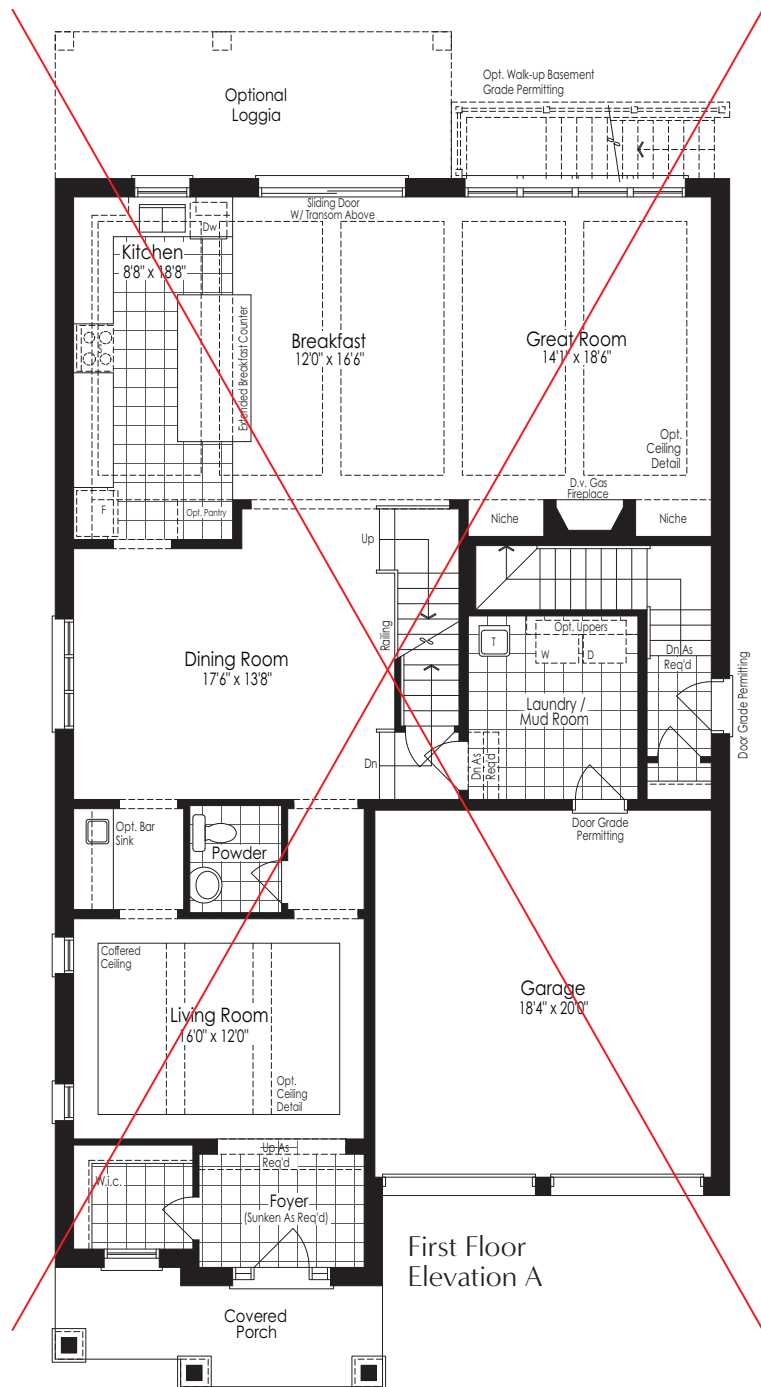 Optional
Loggia
Opt. Walk-up Basement
Grade Permitting
Sliding Door
W/ Transom Above
Dw
Kitchen
8'8" x 18'8"
Extended Breakfast Counter
Breakfast
12'0" x 16'6"
Great Room
14'1" x 18'6"
Opt.
Ceiling
Detail
D.v. Gas
Fireplace
F
Opt. Pantry
Niche
Niche
Up
Railing
Dining Room
17'6" x 13'8"
T
Opt. Uppers
W
D
Dn As
Req'd
Laundry /
Mud Room
Door Grade Permitting
Dn
Dn As
Req'd
Opt. Bar
Sink
Powder
Door Grade
Permitting
Coffered
Ceiling
Living Room
16'0" x 12'0"
Opt.
Ceiling
Detail
Garage
18'4" x 20'0"
Up As
Req'd
W.i.c.
Foyer
(Sunken As Req'd)
First Floor
Elevation A
Covered
Porch